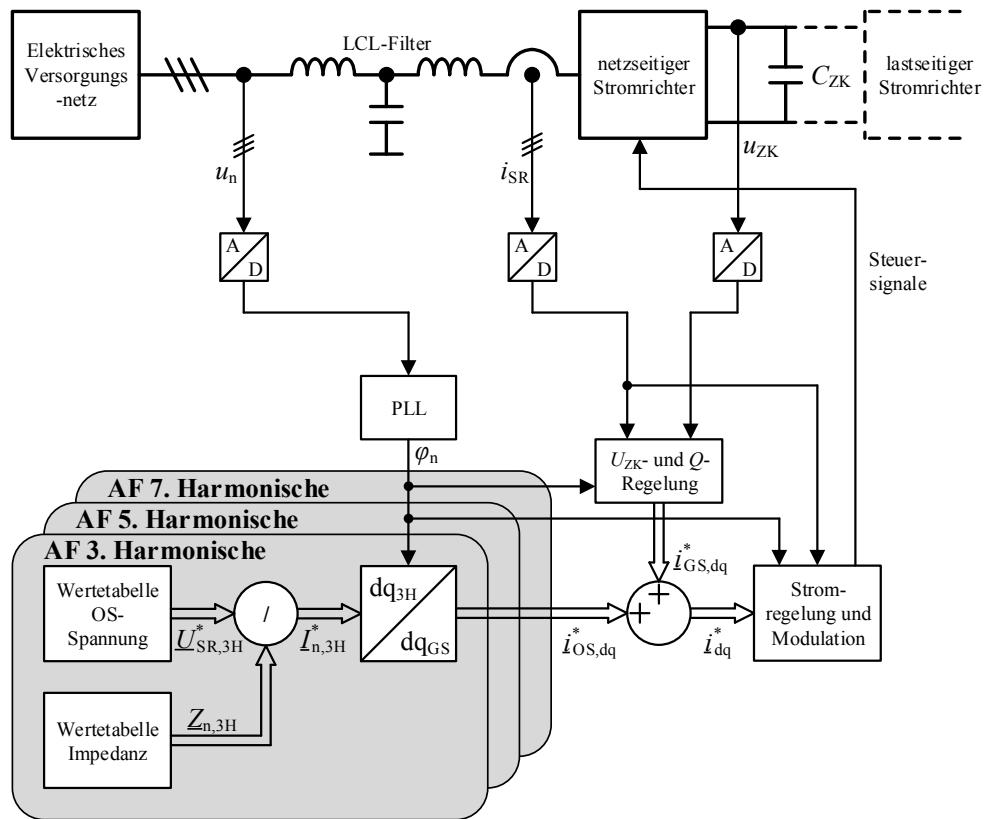 Elektrisches
Versorgungs
-netz
LCL-Filter
netzseitiger
Stromrichter
C_ZK
lastseitiger
Stromrichter
u_n
i_SR
u_ZK
A
D
A
D
A
D
Steuer-
signale
PLL
φ_n
U_ZK- und Q-
Regelung
AF 7. Harmonische
AF 5. Harmonische
AF 3. Harmonische
i*_GS,dq
Wertetabelle
OS-
Spannung
U*_SR,3H
/
I*_n,3H
dq_3H
dq_GS
i*_OS,dq
+
+
i*_dq
Strom-
regelung und
Modulation
Wertetabelle
Impedanz
Z_n,3H